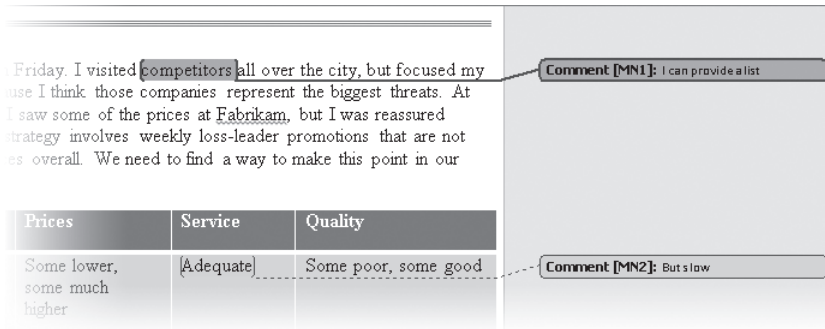 Friday. I visited competitors all over the city, but focused my
Comment [MN1]: I can provide a list
use I think those companies represent the biggest threats. At
I saw some of the prices at Fabrikam, but I was reassured
strategy involves weekly loss-leader promotions that are not
es overall. We need to find a way to make this point in our
Prices Service Quality
Some lower, Adequate Some poor, some good
Comment [MN2]: But slow
some much
higher